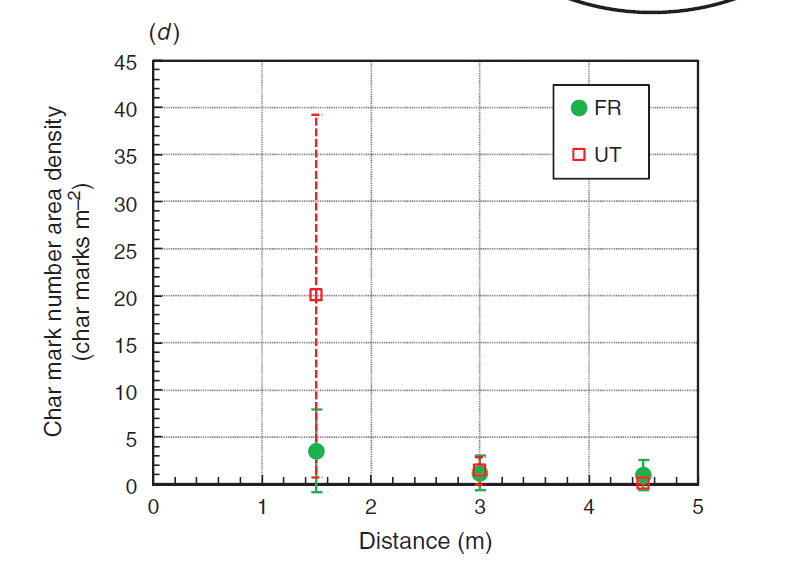 (d)
45
40
35
30
25
20
15
10
5
0
Char mark number area density
(char marks m⁻²)
FR
UT
0 1 2 3 4 5
Distance (m)